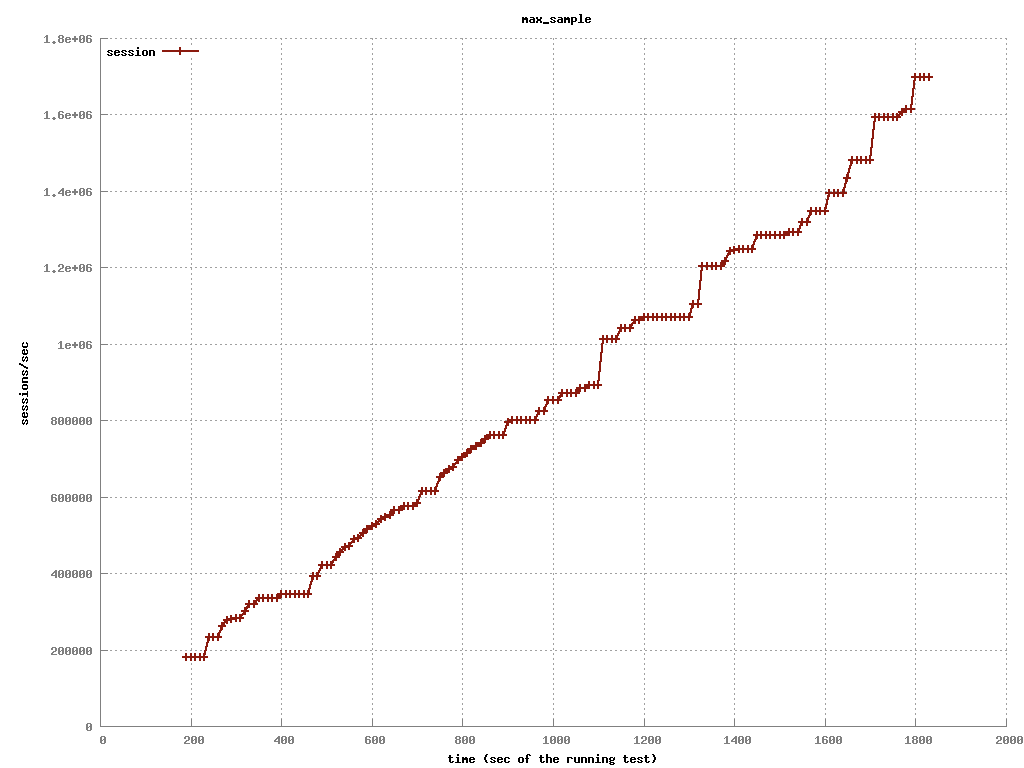 max_sample
1.8e+06
session
1.6e+06
1.4e+06
1.2e+06
1e+06
sessions/sec
800000
600000
400000
200000
0
0 200 400 600 800 1000 1200 1400 1600 1800 2000
time (sec of the running test)